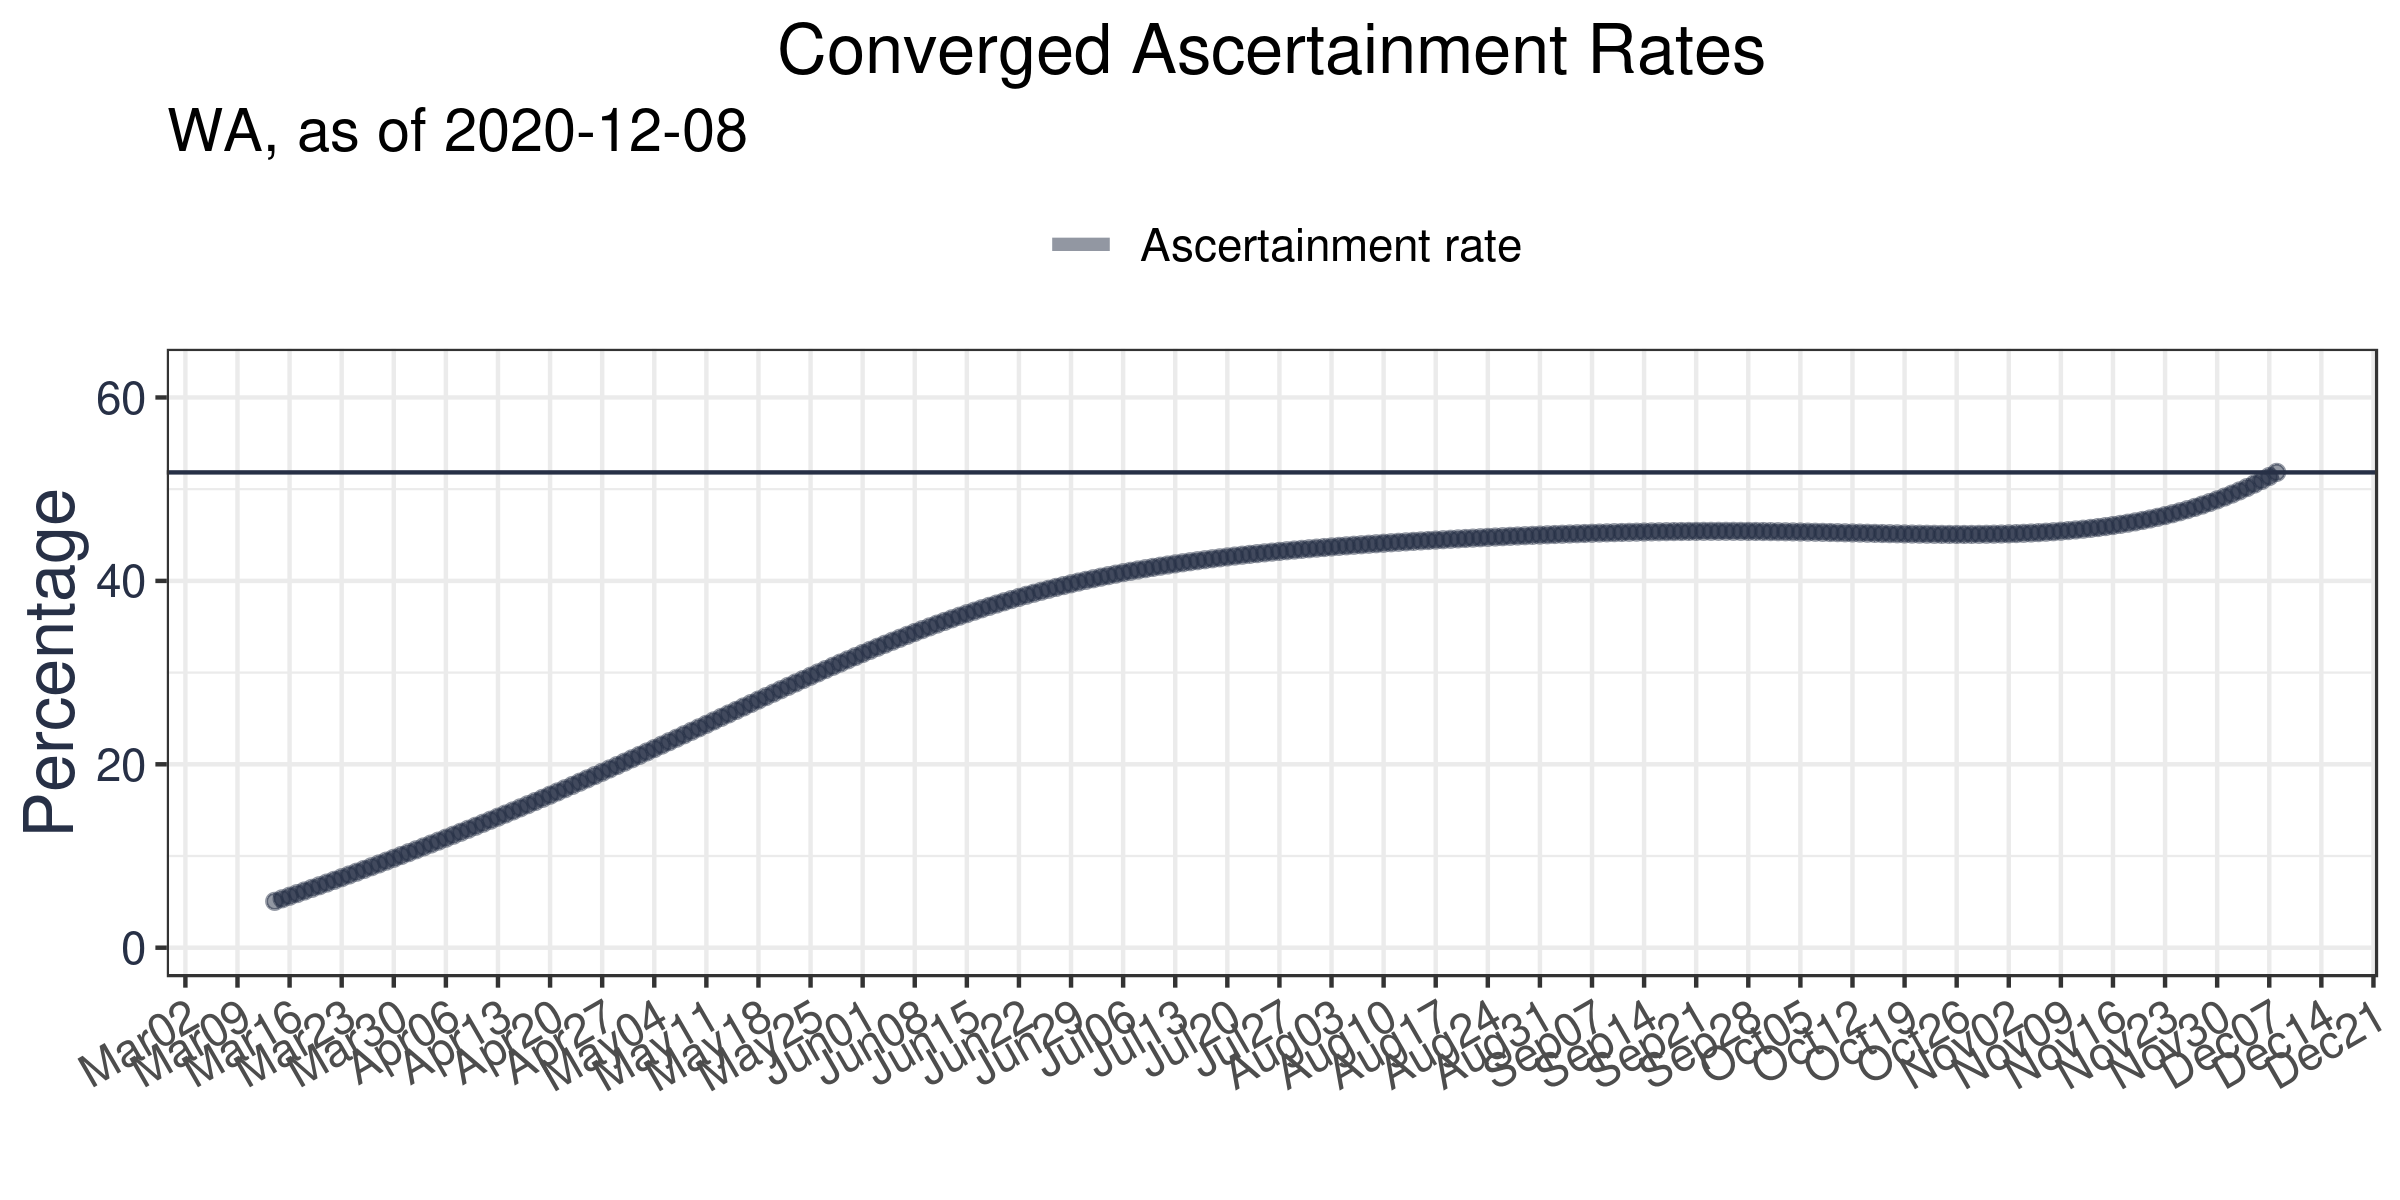 Converged Ascertainment Rates
WA, as of 2020-12-08
Ascertainment rate
Percentage
60
40
20
0
Mar02
Mar09
Mar16
Mar23
Mar30
Apr06
Apr13
Apr20
Apr27
May04
May11
May18
May25
Jun01
Jun08
Jun15
Jun22
Jun29
Jul06
Jul13
Jul20
Jul27
Aug03
Aug10
Aug17
Aug24
Aug31
Sep07
Sep14
Sep21
Sep28
Oct05
Oct12
Oct19
Oct26
Nov02
Nov09
Nov16
Nov23
Nov30
Dec07
Dec14
Dec21